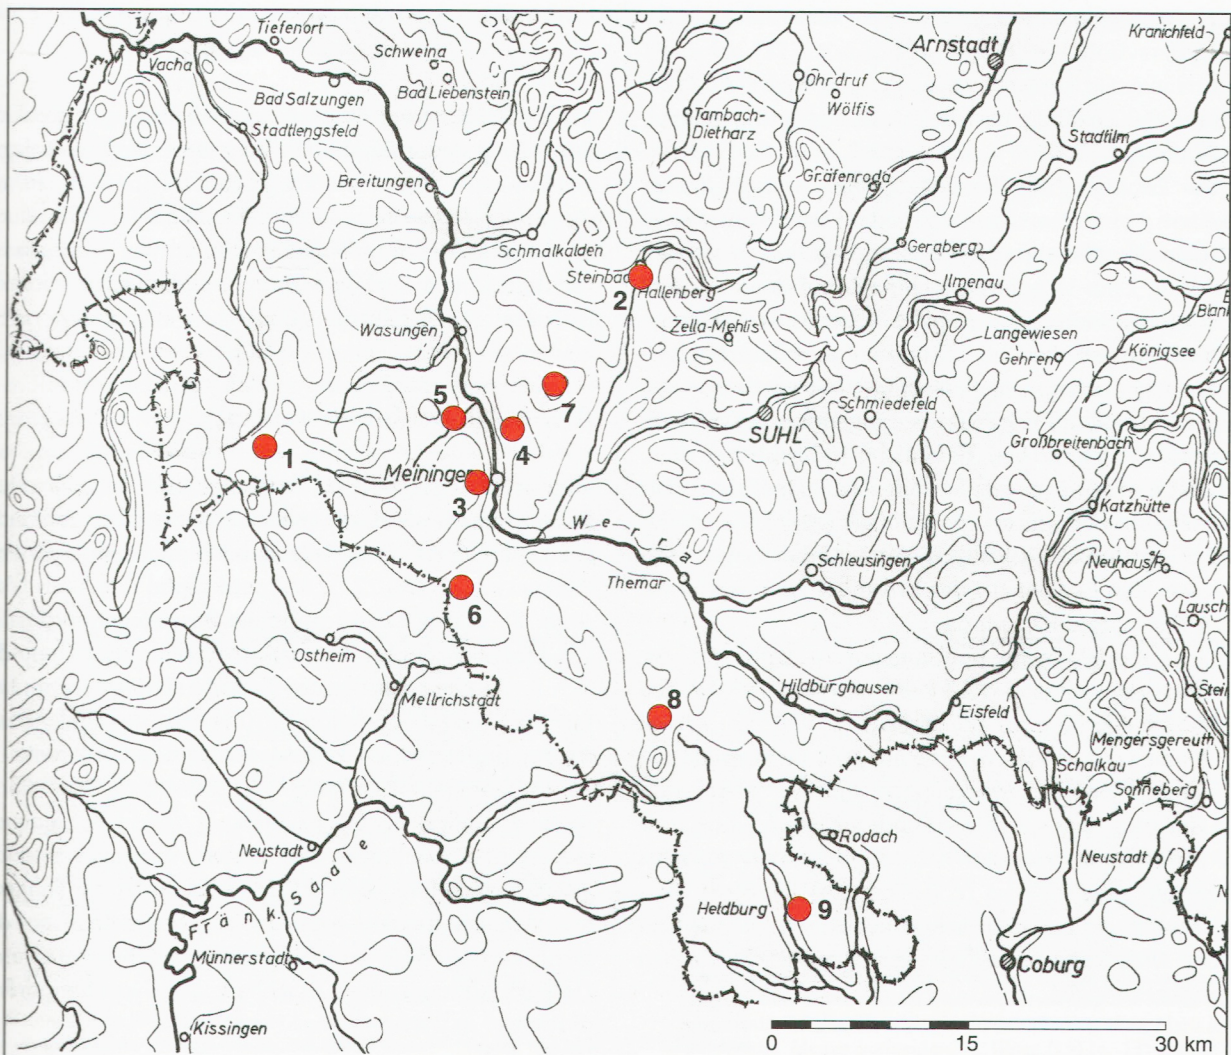 Tiefenort
Kranichfeld
Arnstadt
Schweina
Vacha
Bad Salzungen
Bad Liebenstein
Ohrdruf
Wölfis
Stadtlengsfeld
Tambach-
Dietharz
Stadtilm
Breitungen
Gräfenroda
Schmalkalden
Geraberg
Steinbac
Hallenberg
2
Ilmenau
Wasungen
Zella-Mehlis
Langewiesen
Gehren
Königsee
5
7
4
SUHL
Schmiedefeld
Großbreitenbach
1
Meiningen
3
Katzhütte
Werra
Schleusingen
Neuhaus/R.
Themar
6
Lausch
Ostheim
Mellrichstadt
8
Hildburghausen
Eisfeld
Stei
Mengersgereuth
Schalkau
Sonneberg
Neustadt
Rodach
Neustadt
Fränk. Saale
Heldburg
9
Münnerstadt
Coburg
Kissingen
0
15
30 km